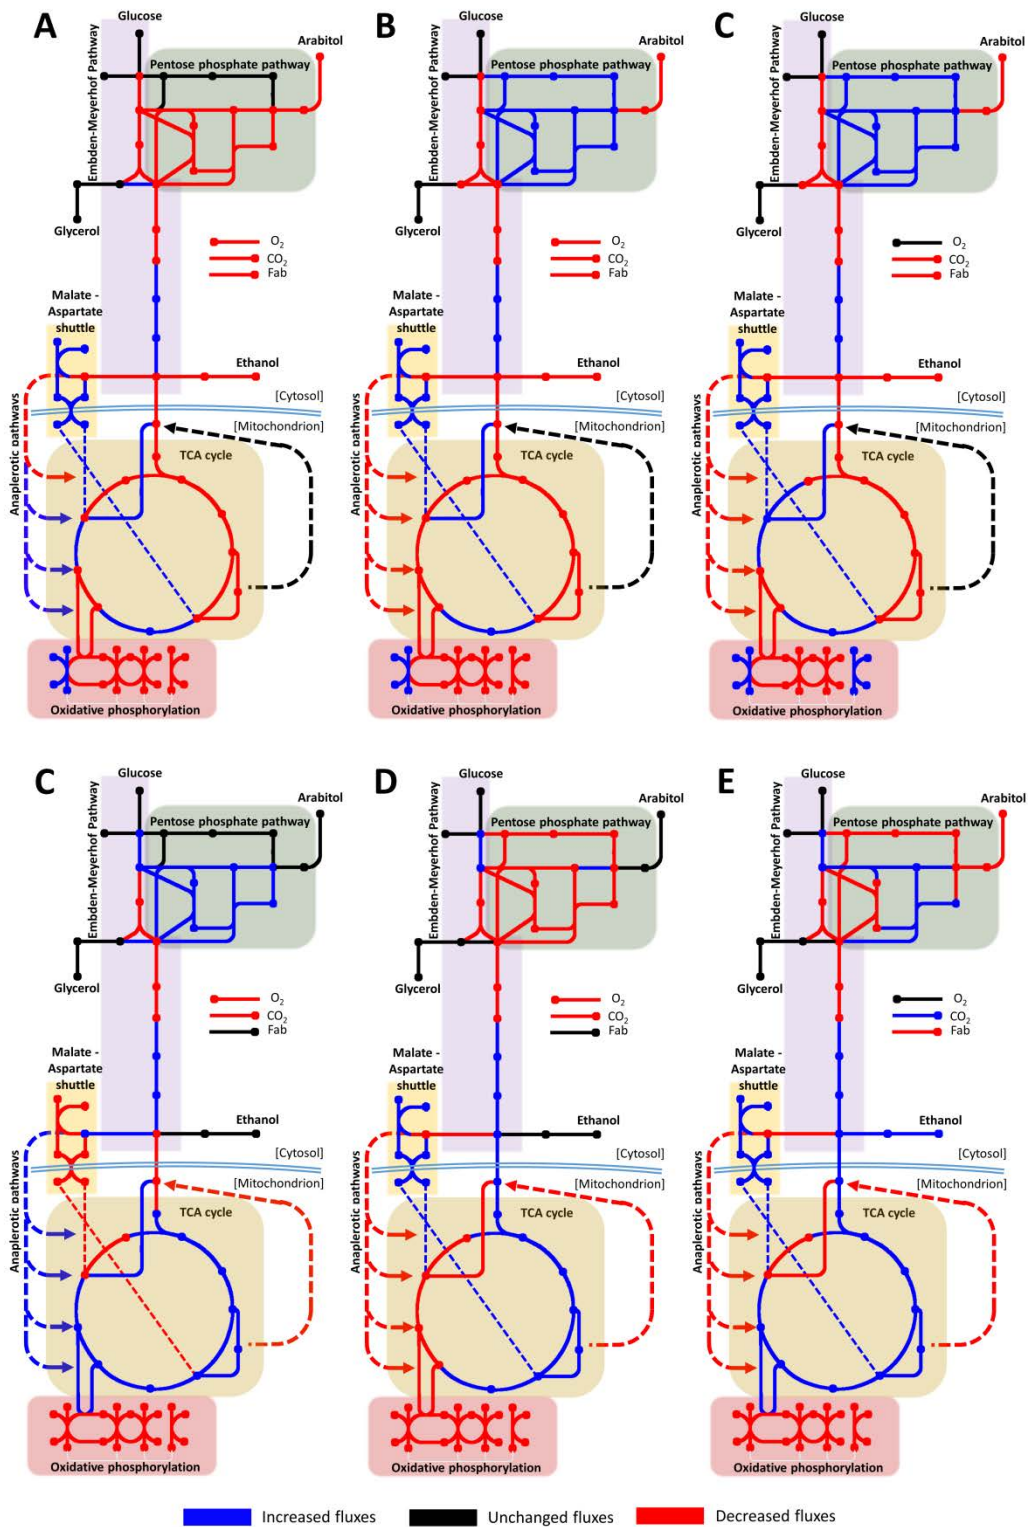 A
Glucose
Embden-Meyerhof Pathway
Pentose phosphate pathway
Arabitol
Glycerol
O2
CO2
Fab
Malate -
Aspartate
shuttle
Ethanol
[Cytosol]
[Mitochondrion]
Anaplerotic pathways
TCA cycle
Oxidative phosphorylation
B
Glucose
Embden-Meyerhof Pathway
Pentose phosphate pathway
Arabitol
Glycerol
O2
CO2
Fab
Malate -
Aspartate
shuttle
Ethanol
[Cytosol]
[Mitochondrion]
Anaplerotic pathways
TCA cycle
Oxidative phosphorylation
C
Glucose
Embden-Meyerhof Pathway
Pentose phosphate pathway
Arabitol
Glycerol
O2
CO2
Fab
Malate -
Aspartate
shuttle
Ethanol
[Cytosol]
[Mitochondrion]
Anaplerotic pathways
TCA cycle
Oxidative phosphorylation
C
Glucose
Embden-Meyerhof Pathway
Pentose phosphate pathway
Arabitol
Glycerol
O2
CO2
Fab
Malate -
Aspartate
shuttle
Ethanol
[Cytosol]
[Mitochondrion]
Anaplerotic pathways
TCA cycle
Oxidative phosphorylation
D
Glucose
Embden-Meyerhof Pathway
Pentose phosphate pathway
Arabitol
Glycerol
O2
CO2
Fab
Malate -
Aspartate
shuttle
Ethanol
[Cytosol]
[Mitochondrion]
Anaplerotic pathways
TCA cycle
Oxidative phosphorylation
E
Glucose
Embden-Meyerhof Pathway
Pentose phosphate pathway
Arabitol
Glycerol
O2
CO2
Fab
Malate -
Aspartate
shuttle
Ethanol
[Cytosol]
[Mitochondrion]
Anaplerotic pathways
TCA cycle
Oxidative phosphorylation
Increased fluxes
Unchanged fluxes
Decreased fluxes